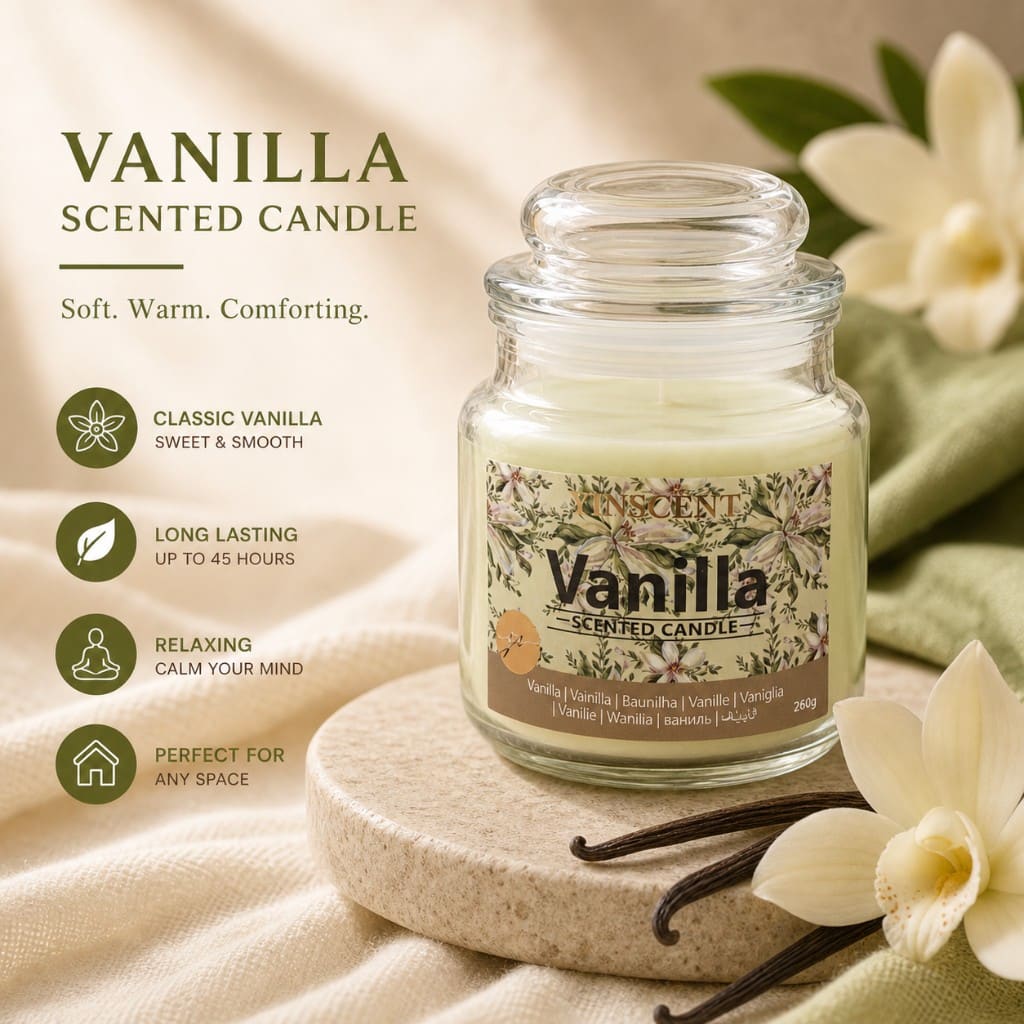 VANILLA
SCENTED CANDLE
Soft. Warm. Comforting.
CLASSIC VANILLA
SWEET & SMOOTH
LONG LASTING
UP TO 45 HOURS
RELAXING
CALM YOUR MIND
PERFECT FOR
ANY SPACE
YINSCENT
Vanilla
SCENTED CANDLE
Vanilla | Vainilla | Baunilha | Vanille | Vaniglia
| Vanilie | Wanilia | ваниль |
260g